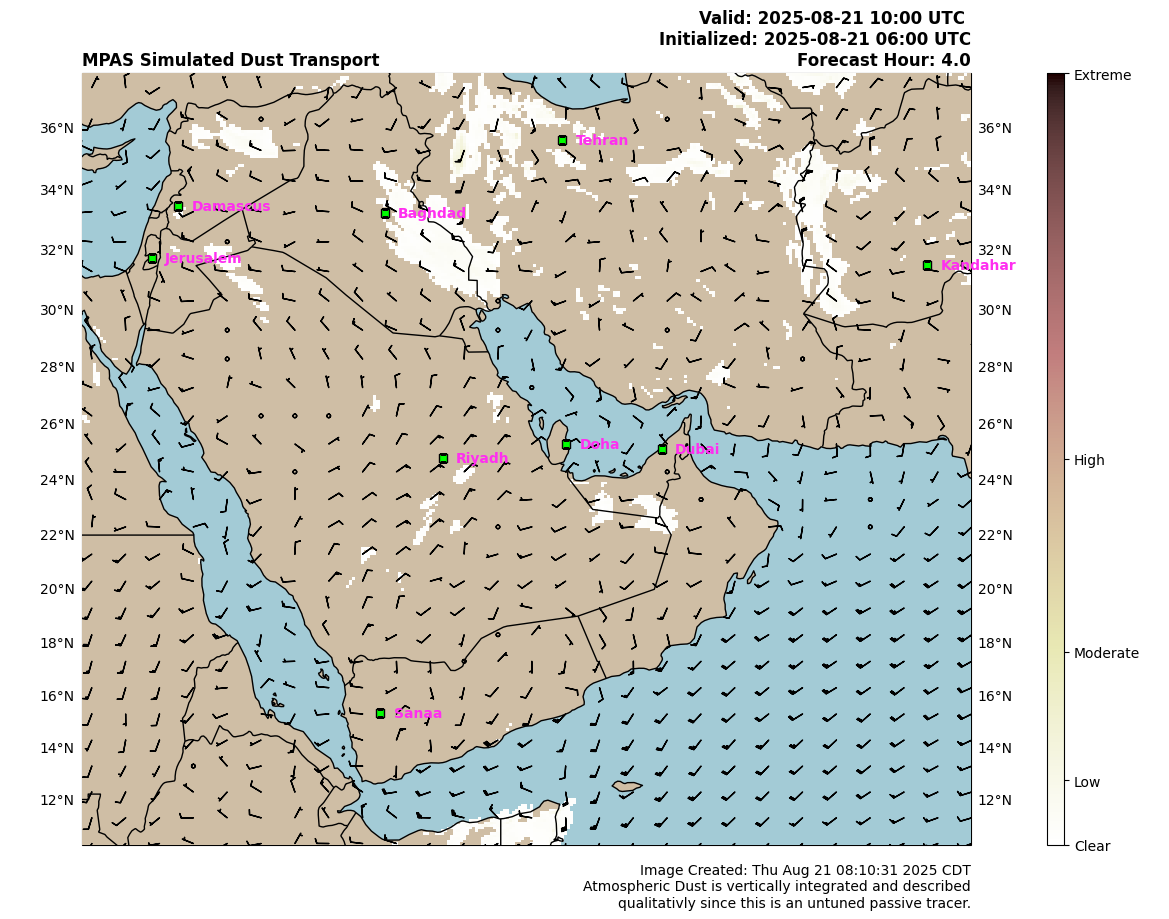 Valid: 2025-08-21 10:00 UTC
Initialized: 2025-08-21 06:00 UTC
MPAS Simulated Dust Transport
Forecast Hour: 4.0
Extreme
36°N
36°N
Tehran
34°N
34°N
Damascus
Baghdad
32°N
32°N
Jerusalem
Kandahar
30°N
30°N
28°N
28°N
26°N
26°N
Doha
Dubai
Riyadh
High
24°N
24°N
22°N
22°N
20°N
20°N
18°N
18°N
Moderate
16°N
16°N
Sanaa
14°N
14°N
Low
12°N
12°N
Clear
Image Created: Thu Aug 21 08:10:31 2025 CDT
Atmospheric Dust is vertically integrated and described
qualitativly since this is an untuned passive tracer.